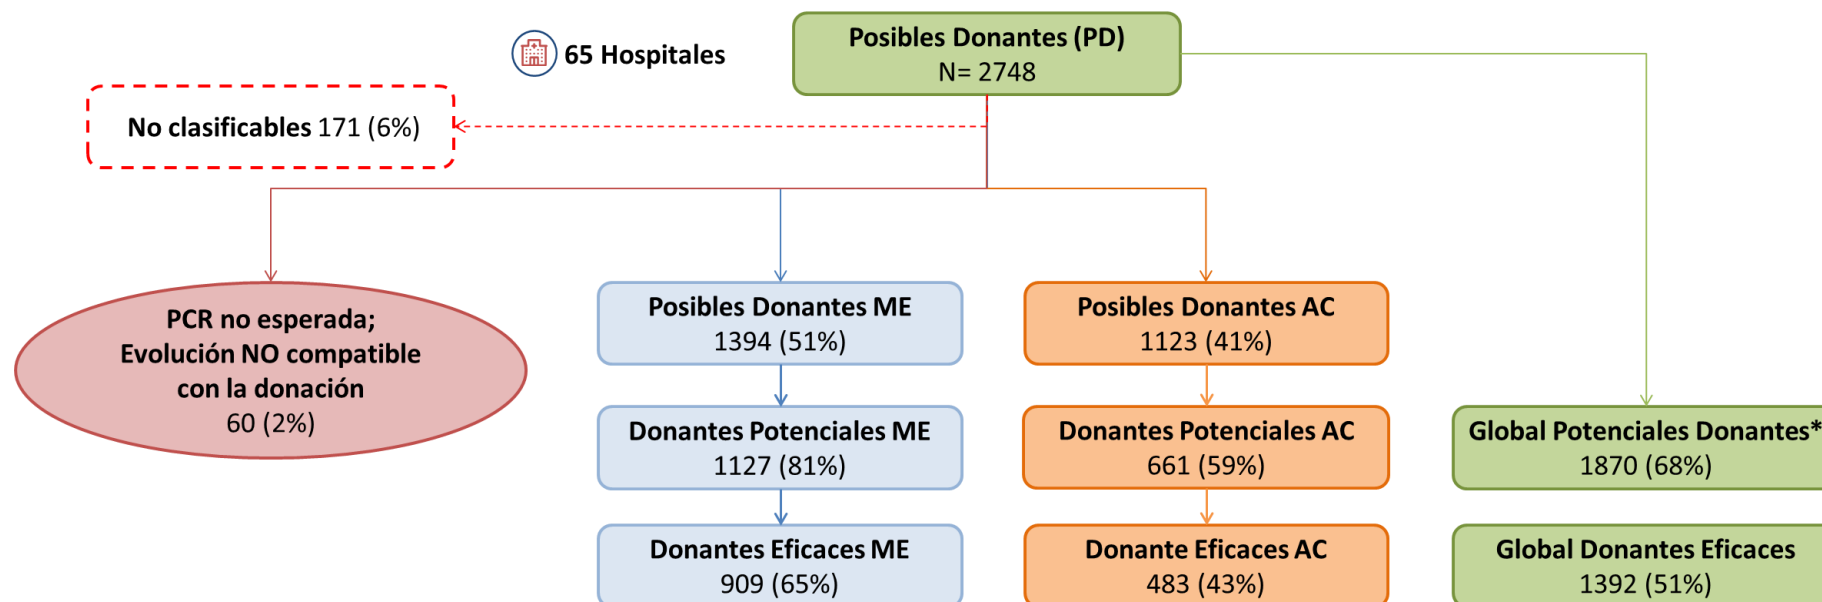 65 Hospitales
Posibles Donantes (PD)
N= 2748
No clasificables 171 (6%)
PCR no esperada;
Evolución NO compatible
con la donación
60 (2%)
Posibles Donantes ME
1394 (51%)
Posibles Donantes AC
1123 (41%)
Donantes Potenciales ME
1127 (81%)
Donantes Potenciales AC
661 (59%)
Global Potenciales Donantes*
1870 (68%)
Donantes Eficaces ME
909 (65%)
Donante Eficaces AC
483 (43%)
Global Donantes Eficaces
1392 (51%)